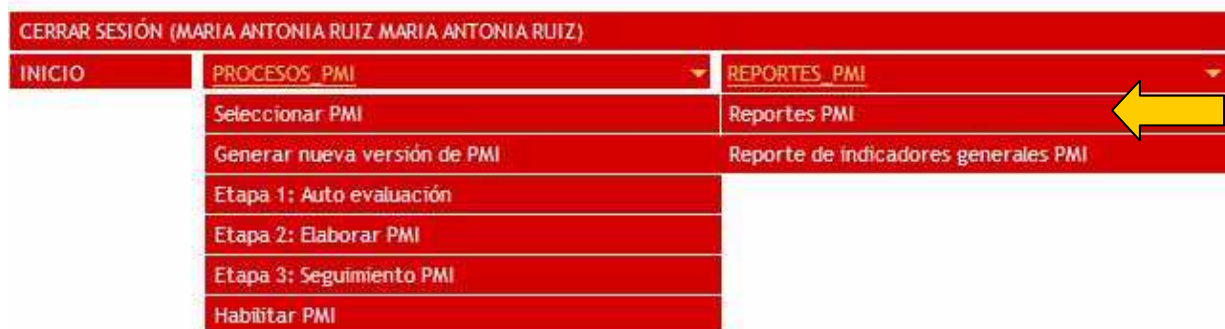 CERRAR SESIÓN (MARIA ANTONIA RUIZ MARIA ANTONIA RUIZ)
INICIO
PROCESOS_PMI
Seleccionar PMI
Generar nueva versión de PMI
Etapa 1: Auto evaluación
Etapa 2: Elaborar PMI
Etapa 3: Seguimiento PMI
Habilitar PMI
REPORTES_PMI
Reportes PMI
Reporte de indicadores generales PMI